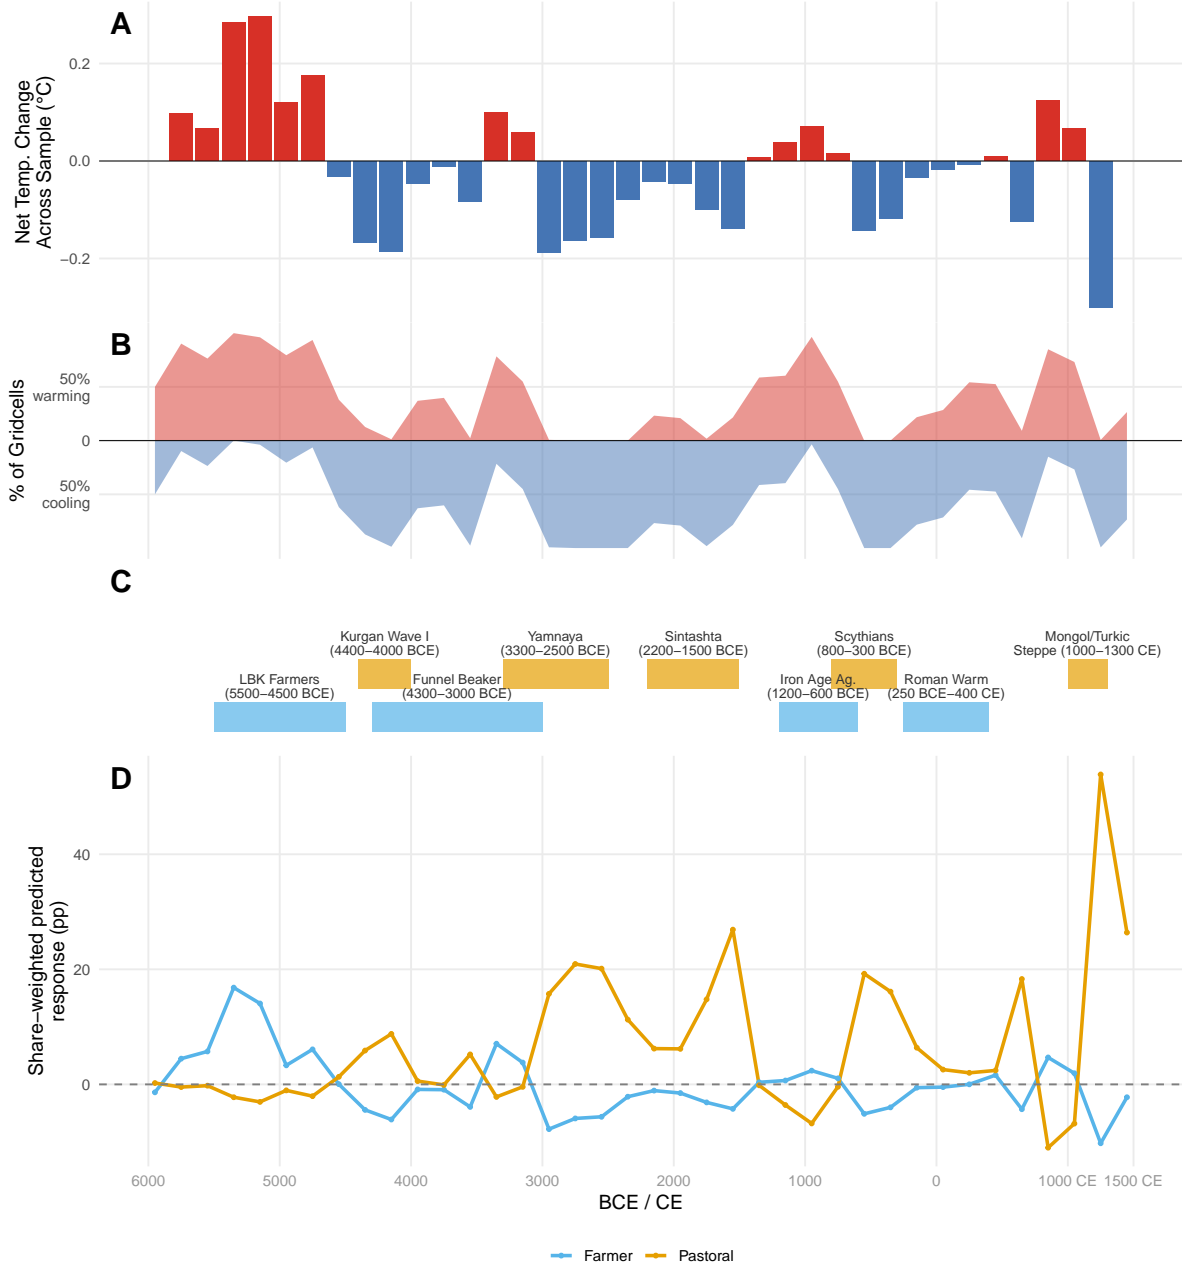 A
Net Temp. Change
Across Sample (°C)
0.2
0.0
−0.2
B
% of Gridcells
50%
warming
0
50%
cooling
C
Kurgan Wave I
(4400−4000 BCE)
Yamnaya
(3300−2500 BCE)
Sintashta
(2200−1500 BCE)
Scythians
(800−300 BCE)
Mongol/Turkic
Steppe (1000−1300 CE)
LBK Farmers
(5500−4500 BCE)
Funnel Beaker
(4300−3000 BCE)
Iron Age Ag.
(1200−600 BCE)
Roman Warm
(250 BCE−400 CE)
D
Share−weighted predicted
response (pp)
40
20
0
6000 5000 4000 3000 2000 1000 0 1000 CE 1500 CE
BCE / CE
Farmer Pastoral